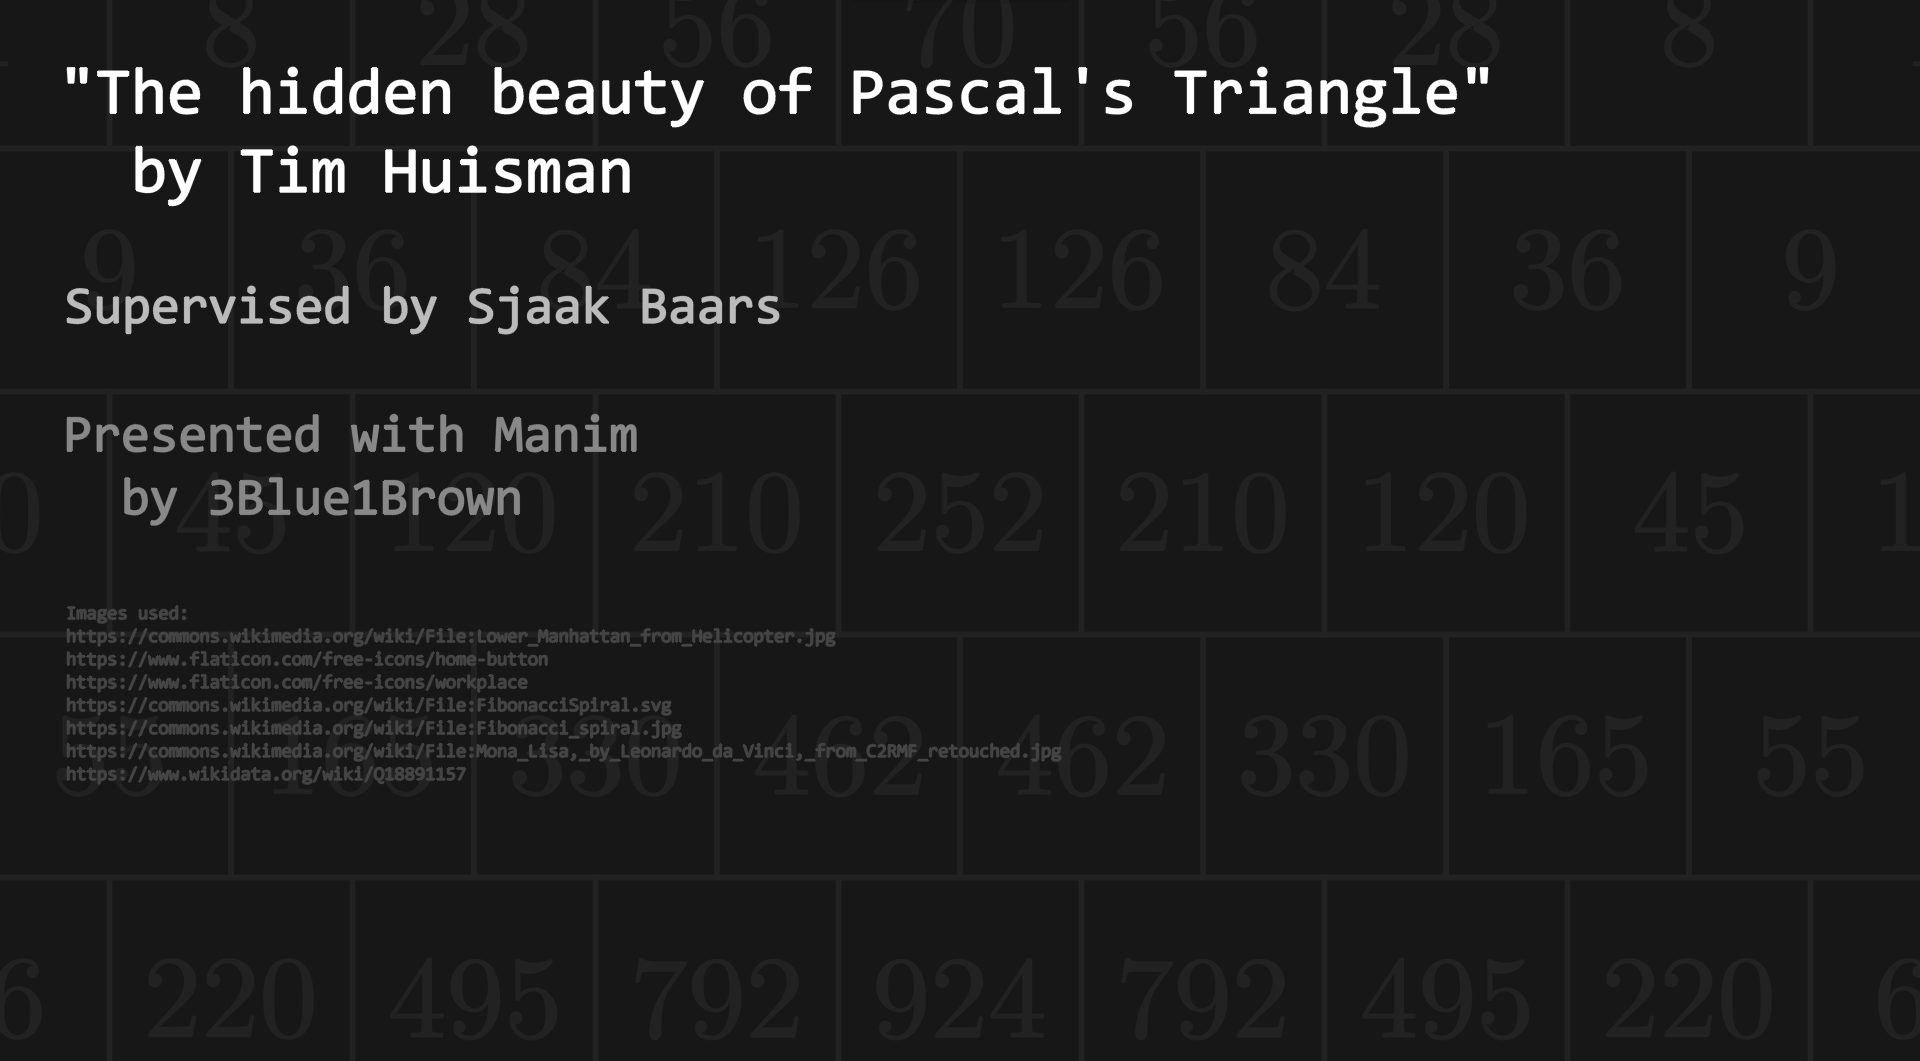 8 28 56 70 56 28 8
"The hidden beauty of Pascal's Triangle"
by Tim Huisman
9 36 84 126 126 84 36 9
Supervised by Sjaak Baars
Presented with Manim
by 3Blue1Brown
45 120 210 252 210 120 45
Images used:
https://commons.wikimedia.org/wiki/File:Lower_Manhattan_from_Helicopter.jpg
https://www.flaticon.com/free-icons/home-button
https://www.flaticon.com/free-icons/workplace
https://commons.wikimedia.org/wiki/File:FibonacciSpiral.svg
https://commons.wikimedia.org/wiki/File:Fibonacci_spiral.jpg
https://commons.wikimedia.org/wiki/File:Mona_Lisa,_by_Leonardo_da_Vinci,_from_C2RMF_retouched.jpg
https://www.wikidata.org/wiki/Q18891157
55 165 330 462 462 330 165 55
220 495 792 924 792 495 220